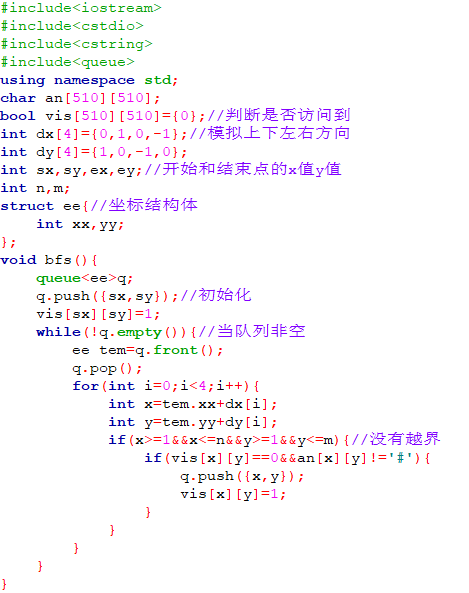 #include<iostream>
#include<cstdio>
#include<cstring>
#include<queue>
using namespace std;
char an[510][510];
bool vis[510][510]={0};//判断是否访问到
int dx[4]={0,1,0,-1};//模拟上下左右方向
int dy[4]={1,0,-1,0};
int sx,sy,ex,ey;//开始和结束点的x值y值
int n,m;
struct ee{//坐标结构体
    int xx,yy;
};
void bfs(){
    queue<ee>q;
    q.push({sx,sy});//初始化
    vis[sx][sy]=1;
    while(!q.empty()){//当队列非空
        ee tem=q.front();
        q.pop();
        for(int i=0;i<4;i++){
            int x=tem.xx+dx[i];
            int y=tem.yy+dy[i];
            if(x>=1&&x<=n&&y>=1&&y<=m){//没有越界
                if(vis[x][y]==0&&an[x][y]!='#'){
                    q.push({x,y});
                    vis[x][y]=1;
                }
            }
        }
    }
}